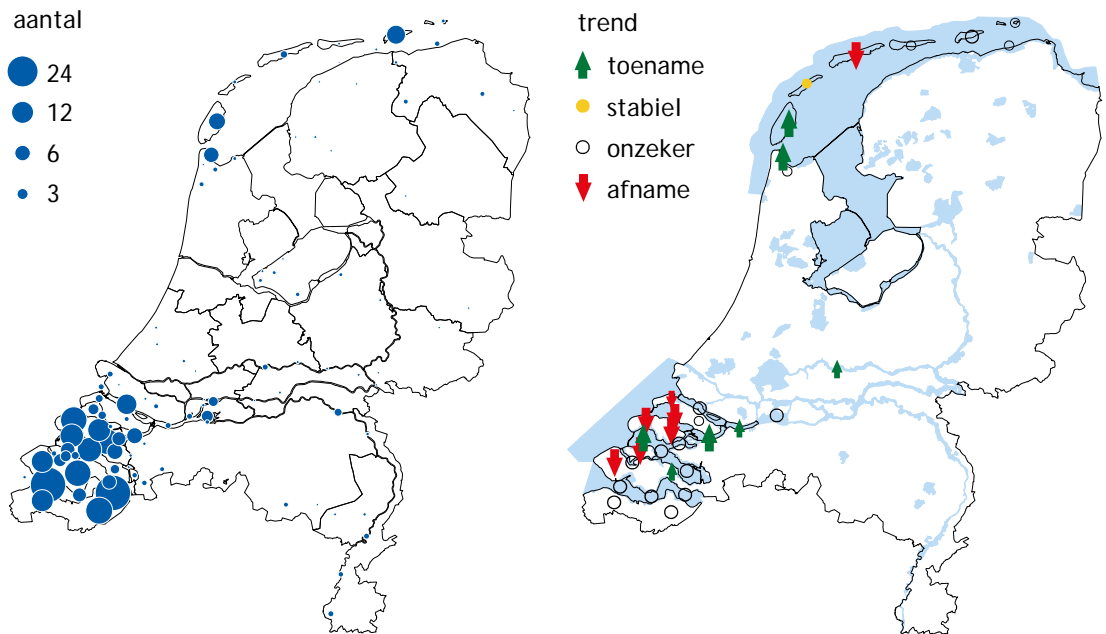 aantal
24
12
6
3
trend
toename
stabiel
onzeker
afname